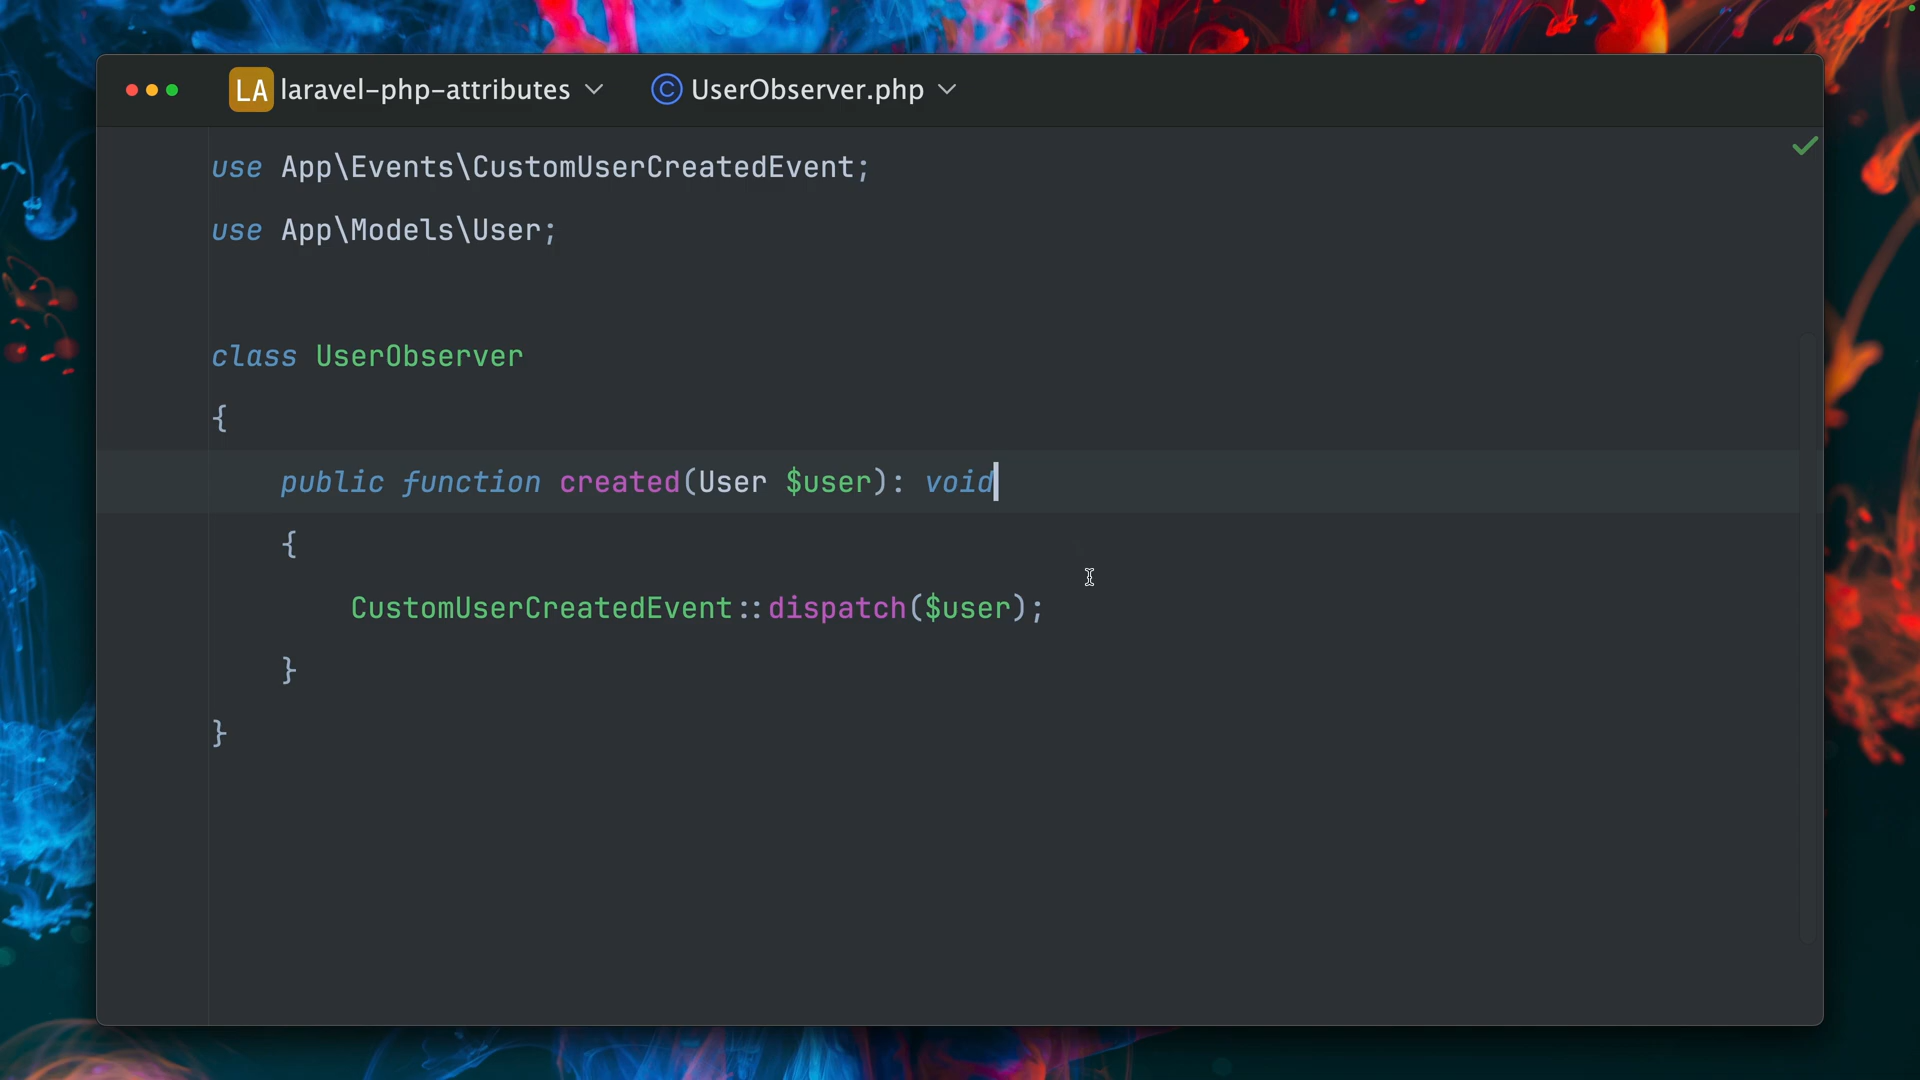 LA laravel-php-attributes UserObserver.php
use App\Events\CustomUserCreatedEvent;
use App\Models\User;
class UserObserver
{
public function created(User $user): void
{
CustomUserCreatedEvent::dispatch($user);
}
}